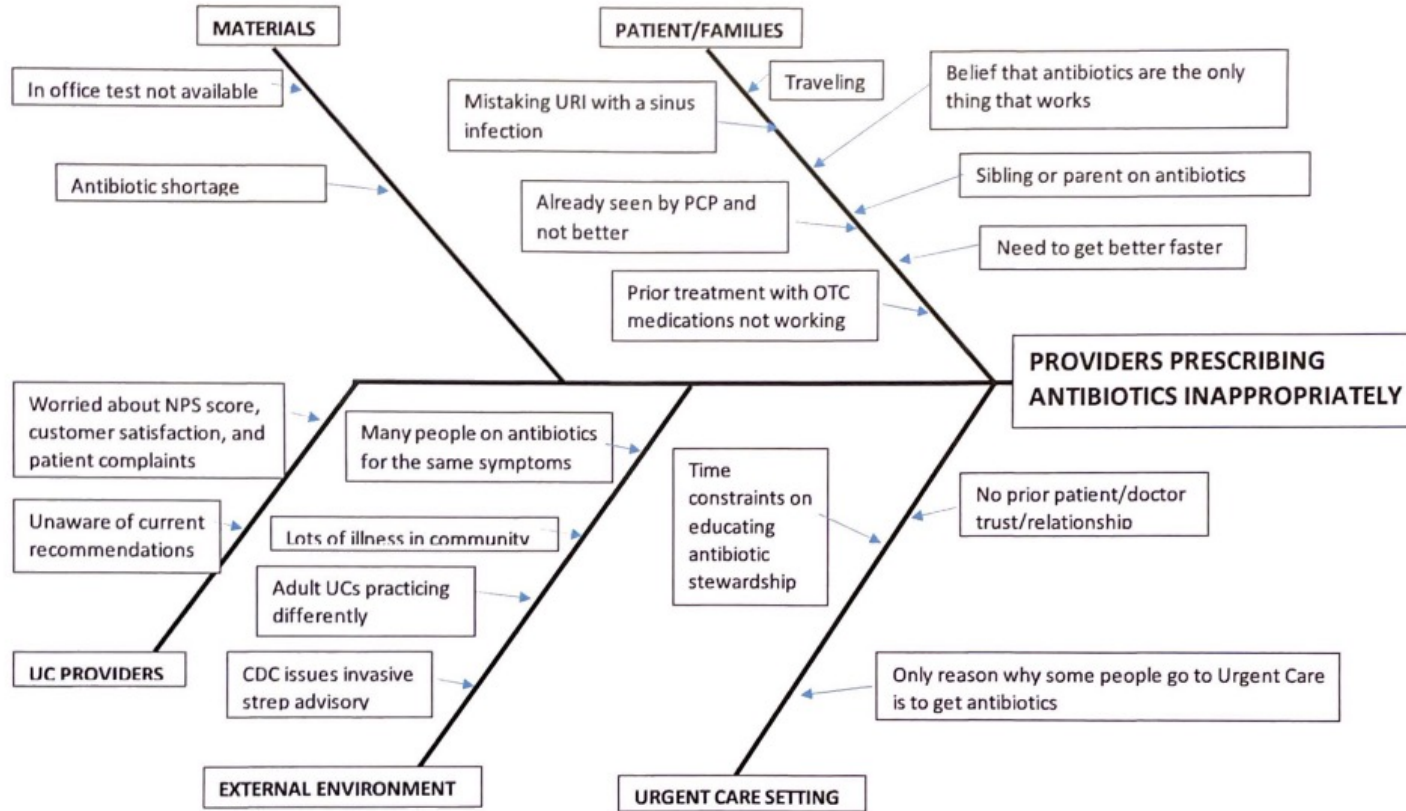 MATERIALS
PATIENT/FAMILIES
In office test not available
Antibiotic shortage
Traveling
Mistaking URI with a sinus
infection
Belief that antibiotics are the only
thing that works
Sibling or parent on antibiotics
Already seen by PCP and
not better
Need to get better faster
Prior treatment with OTC
medications not working
PROVIDERS PRESCRIBING
ANTIBIOTICS INAPPROPRIATELY
Worried about NPS score,
customer satisfaction, and
patient complaints
Unaware of current
recommendations
UC PROVIDERS
Many people on antibiotics
for the same symptoms
Lots of illness in community
Adult UCs practicing
differently
CDC issues invasive
strep advisory
EXTERNAL ENVIRONMENT
Time
constraints on
educating
antibiotic
stewardship
No prior patient/doctor
trust/relationship
Only reason why some people go to Urgent Care
is to get antibiotics
URGENT CARE SETTING